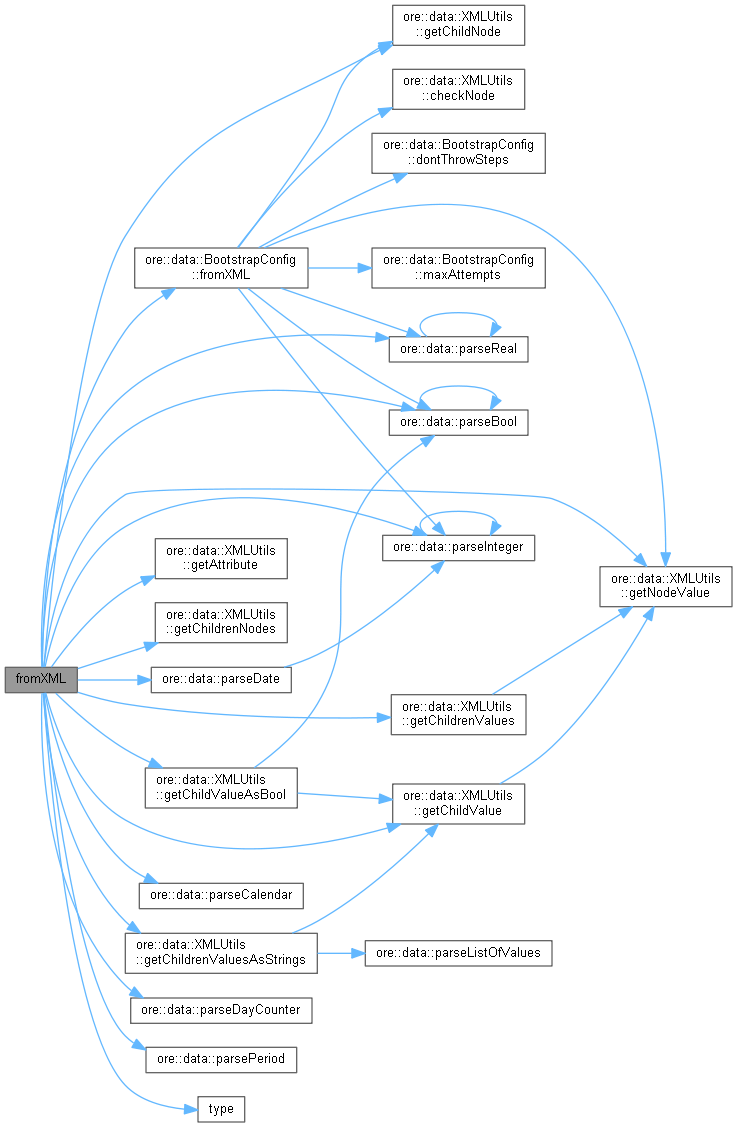 ore::data::XMLUtils
::getChildNode
ore::data::XMLUtils
::checkNode
ore::data::BootstrapConfig
::dontThrowSteps
ore::data::BootstrapConfig
::fromXML
ore::data::BootstrapConfig
::maxAttempts
ore::data::parseReal
ore::data::parseBool
ore::data::parseInteger
ore::data::XMLUtils
::getAttribute
ore::data::XMLUtils
::getNodeValue
ore::data::XMLUtils
::getChildrenNodes
fromXML
ore::data::parseDate
ore::data::XMLUtils
::getChildrenValues
ore::data::XMLUtils
::getChildValueAsBool
ore::data::XMLUtils
::getChildValue
ore::data::parseCalendar
ore::data::XMLUtils
::getChildrenValuesAsStrings
ore::data::parseListOfValues
ore::data::parseDayCounter
ore::data::parsePeriod
type